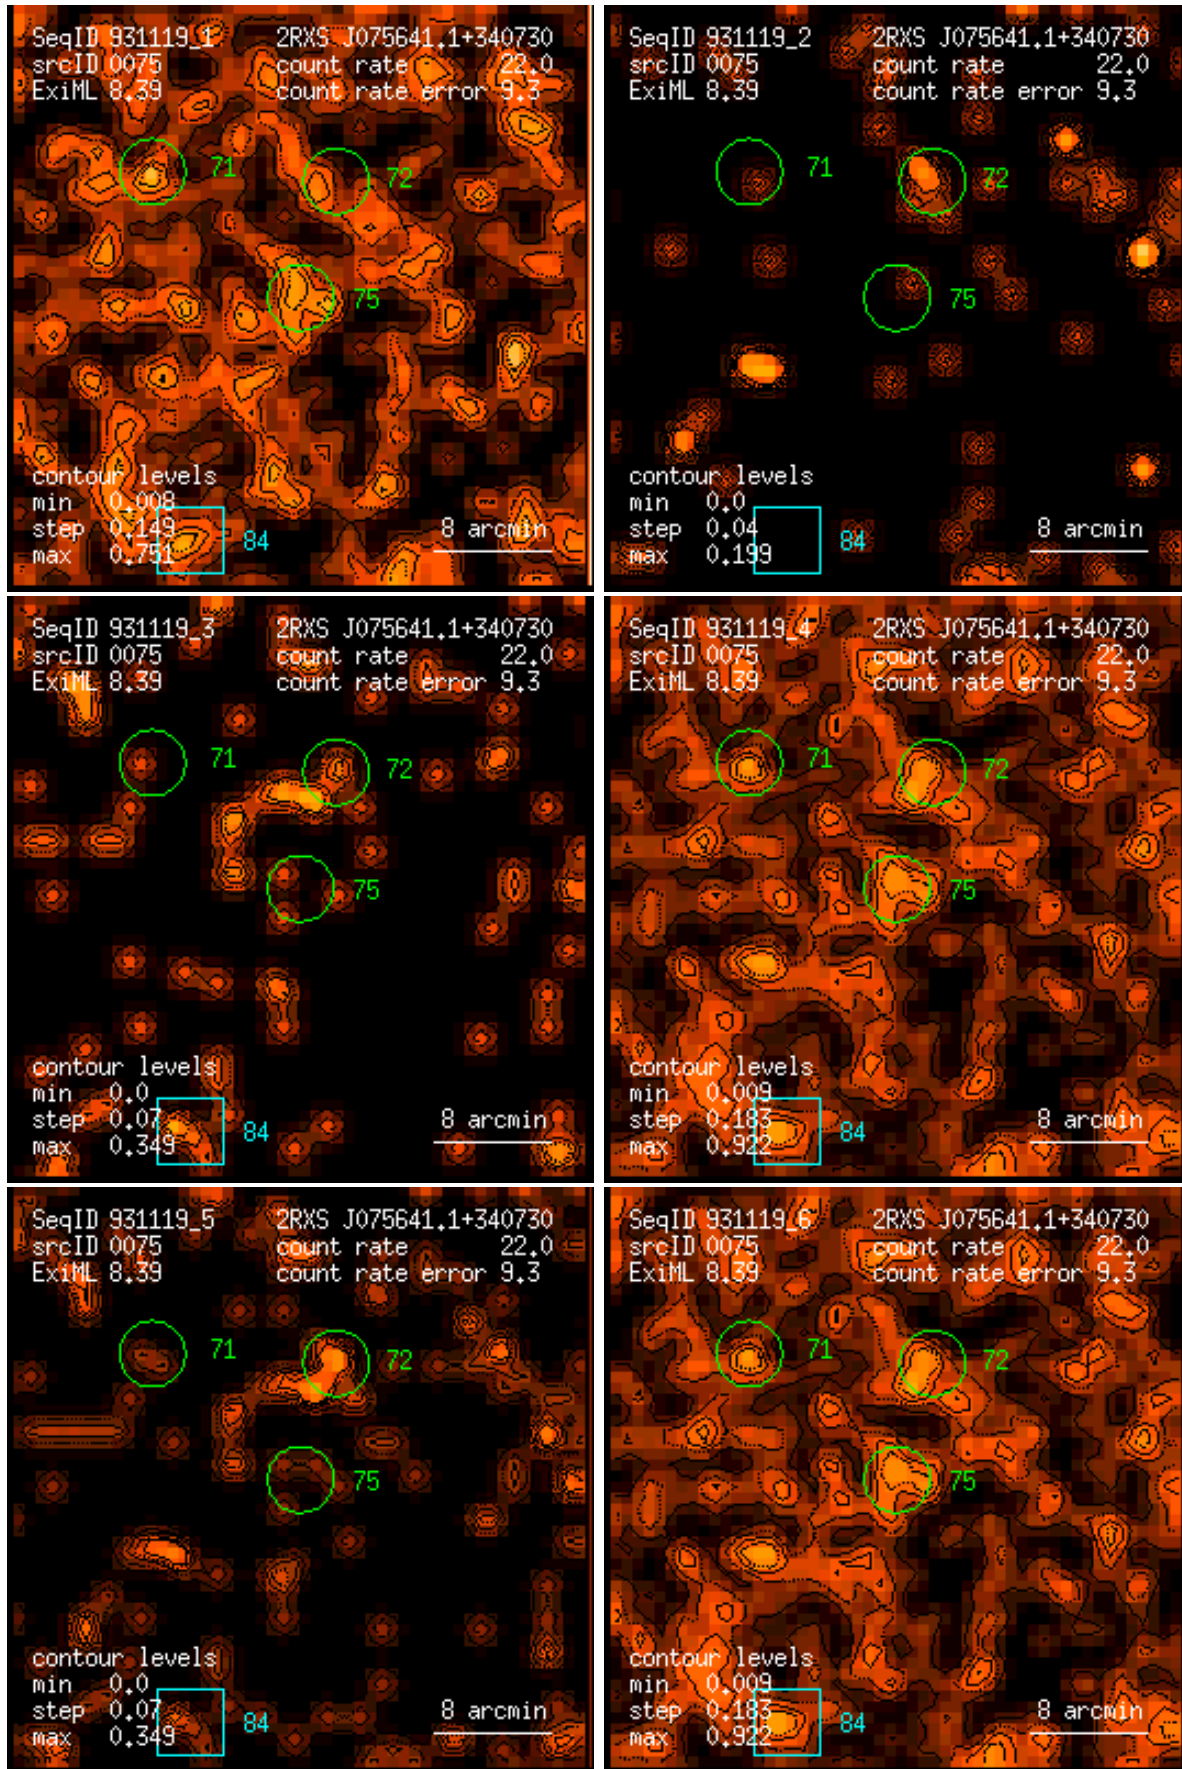 SeqID 931119_1 2RXS J075641.1+340730
srcID 0075 count rate 22.0
ExiML 8.39 count rate error 9.3
71
72
75
contour levels
min 0.008
step 0.149 8 arcmin
max 0.751
84
SeqID 931119_2 2RXS J075641.1+340730
srcID 0075 count rate 22.0
ExiML 8.39 count rate error 9.3
71
72
75
contour levels
min 0.0
step 0.04 8 arcmin
max 0.199
84
SeqID 931119_3 2RXS J075641.1+340730
srcID 0075 count rate 22.0
ExiML 8.39 count rate error 9.3
71
72
75
contour levels
min 0.0
step 0.07 8 arcmin
max 0.349
84
SeqID 931119_4 2RXS J075641.1+340730
srcID 0075 count rate 22.0
ExiML 8.39 count rate error 9.3
71
72
75
contour levels
min 0.009
step 0.183 8 arcmin
max 0.922
84
SeqID 931119_5 2RXS J075641.1+340730
srcID 0075 count rate 22.0
ExiML 8.39 count rate error 9.3
71
72
75
contour levels
min 0.0
step 0.07 8 arcmin
max 0.349
84
SeqID 931119_6 2RXS J075641.1+340730
srcID 0075 count rate 22.0
ExiML 8.39 count rate error 9.3
71
72
75
contour levels
min 0.009
step 0.183 8 arcmin
max 0.922
84